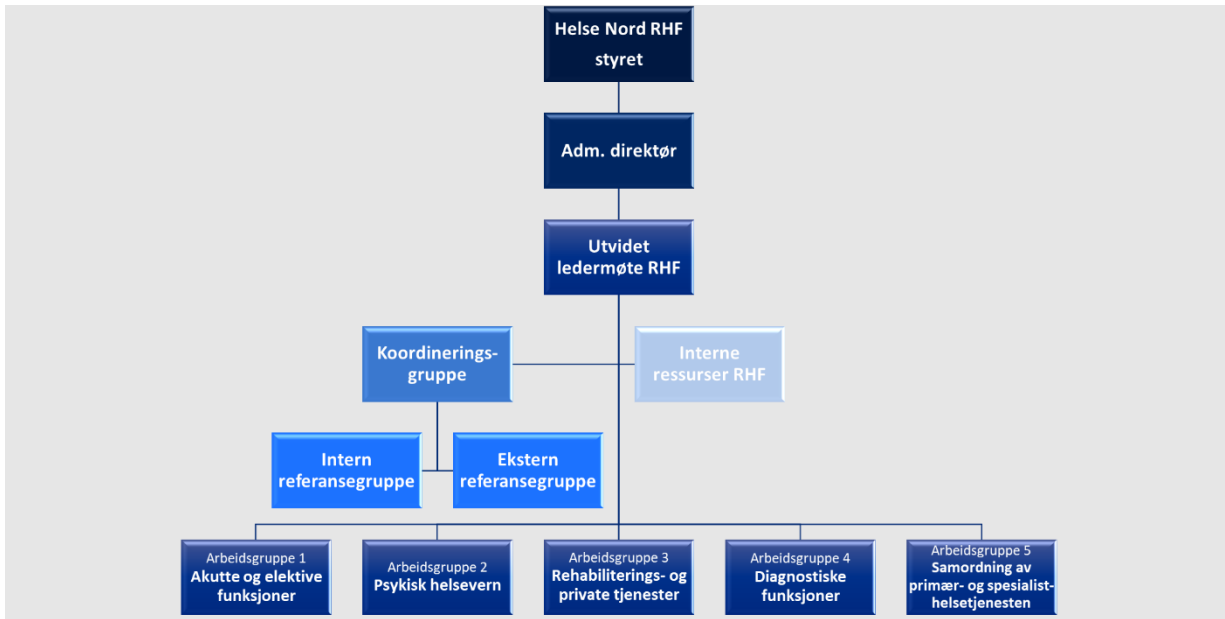 Helse Nord RHF
styret
Adm. direktør
Utvidet
ledermøte RHF
Koordinerings-
gruppe
Interne
ressurser RHF
Intern
referansegruppe
Ekstern
referansegruppe
Arbeidsgruppe 1
Akutte og elektive
funksjoner
Arbeidsgruppe 2
Psykisk helsevern
Arbeidsgruppe 3
Rehabiliterings- og
private tjenester
Arbeidsgruppe 4
Diagnostiske
funksjoner
Arbeidsgruppe 5
Samordning av
primær- og spesialist-
helsetjenesten